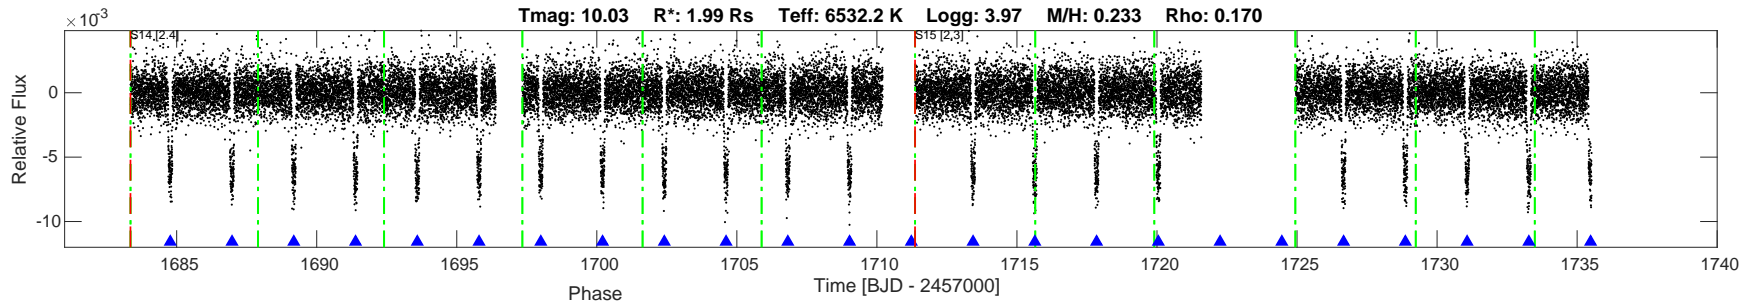 Tmag: 10.03 R*: 1.99 Rs Teff: 6532.2 K Logg: 3.97 M/H: 0.233 Rho: 0.170
× 10⁻³
S14 [2.4]
S15 [2,3]
0
-5
-10
Relative Flux
1685 1690 1695 1700 1705 1710 1715 1720 1725 1730 1735 1740
Phase
Time [BJD - 2457000]